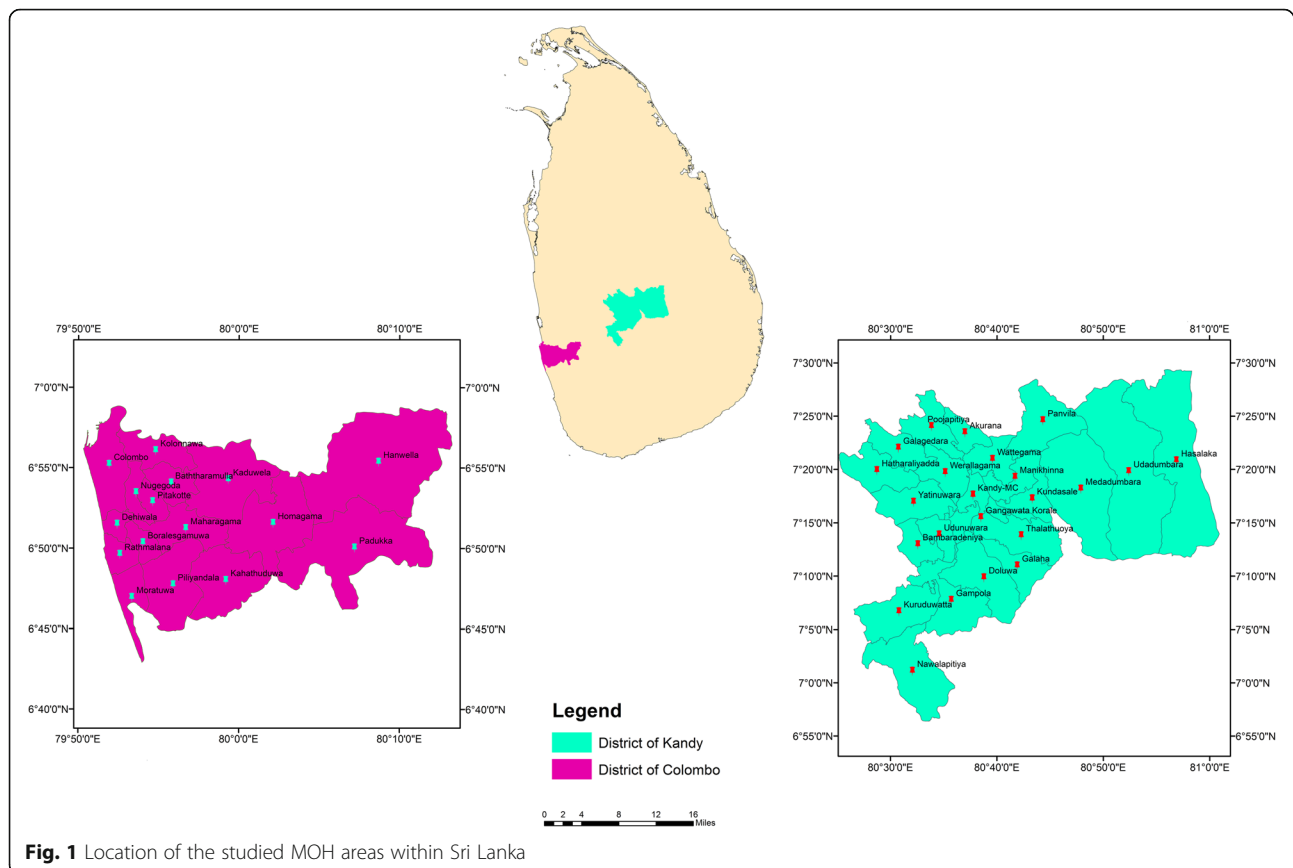 79°50'0"E
80°0'0"E
80°10'0"E
7°0'0"N
7°0'0"N
6°55'0"N
6°55'0"N
6°50'0"N
6°50'0"N
6°45'0"N
6°45'0"N
6°40'0"N
6°40'0"N
79°50'0"E
80°0'0"E
80°10'0"E
Kolonnawa
Colombo
Baththaramulla
Kaduwela
Hanwella
Nugegoda
Pitakotte
Dehiwala
Maharagama
Homagama
Boralesgamuwa
Rathmalana
Padukka
Piliyandala
Kahathuduwa
Moratuwa
80°30'0"E
80°40'0"E
80°50'0"E
81°0'0"E
7°30'0"N
7°30'0"N
7°25'0"N
7°25'0"N
7°20'0"N
7°20'0"N
7°15'0"N
7°15'0"N
7°10'0"N
7°10'0"N
7°5'0"N
7°5'0"N
7°0'0"N
7°0'0"N
6°55'0"N
6°55'0"N
80°30'0"E
80°40'0"E
80°50'0"E
81°0'0"E
Panvila
Poojapitiya
Akurana
Galagedara
Wattegama
Hatharaliyadda
Werallagama
Manikhinna
Udadumbara
Hasalaka
Medadumbara
Yatinuwara
Kandy-MC
Kundasale
Gangawata Korale
Udunuwara
Thalathuoya
Bambaradeniya
Galaha
Doluwa
Gampola
Kuruduwatta
Nawalapitiya
Legend
District of Kandy
District of Colombo
0 2 4 8 12 16
Miles
Fig. 1 Location of the studied MOH areas within Sri Lanka